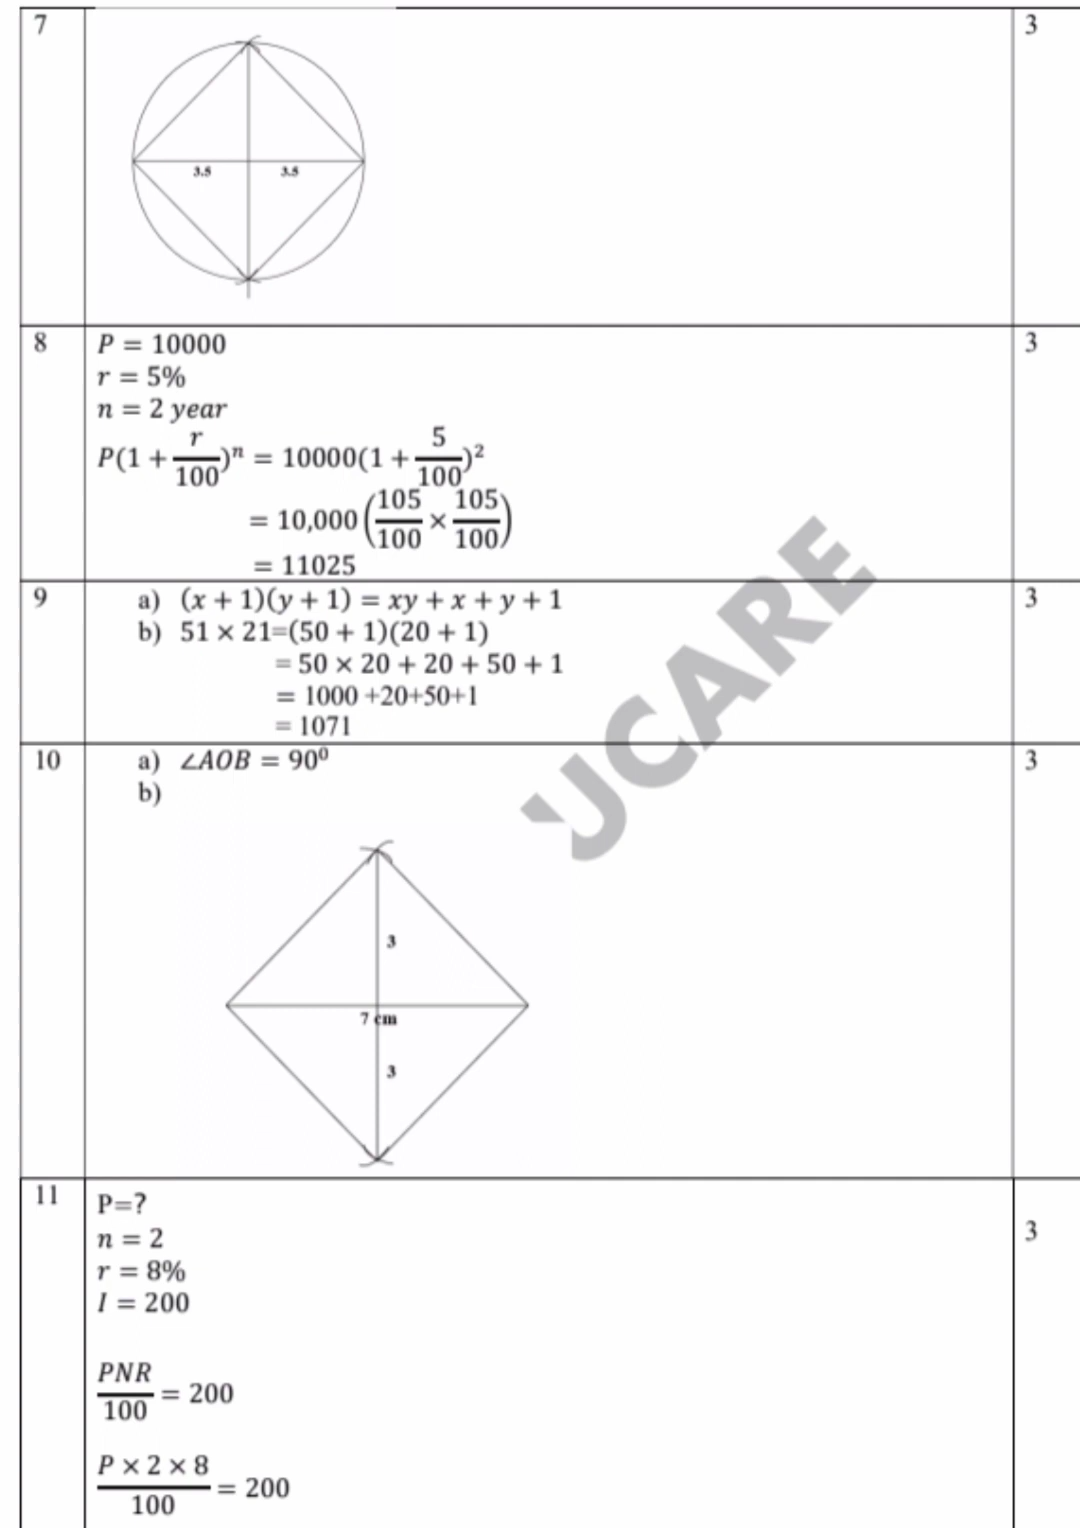 7 3
3.5 3.5
8 P = 10000 3
r = 5%
n = 2 year
P(1 + r/100)ⁿ = 10000(1 + 5/100)²
= 10,000 (105/100 × 105/100)
= 11025
9 a) (x + 1)(y + 1) = xy + x + y + 1 3
b) 51 × 21=(50 + 1)(20 + 1)
= 50 × 20 + 20 + 50 + 1
= 1000 +20+50+1
= 1071
UCARE
10 a) ∠AOB = 90⁰ 3
b)
3
7 cm
3
11 P=? 3
n = 2
r = 8%
I = 200
PNR/100 = 200
P × 2 × 8/100 = 200